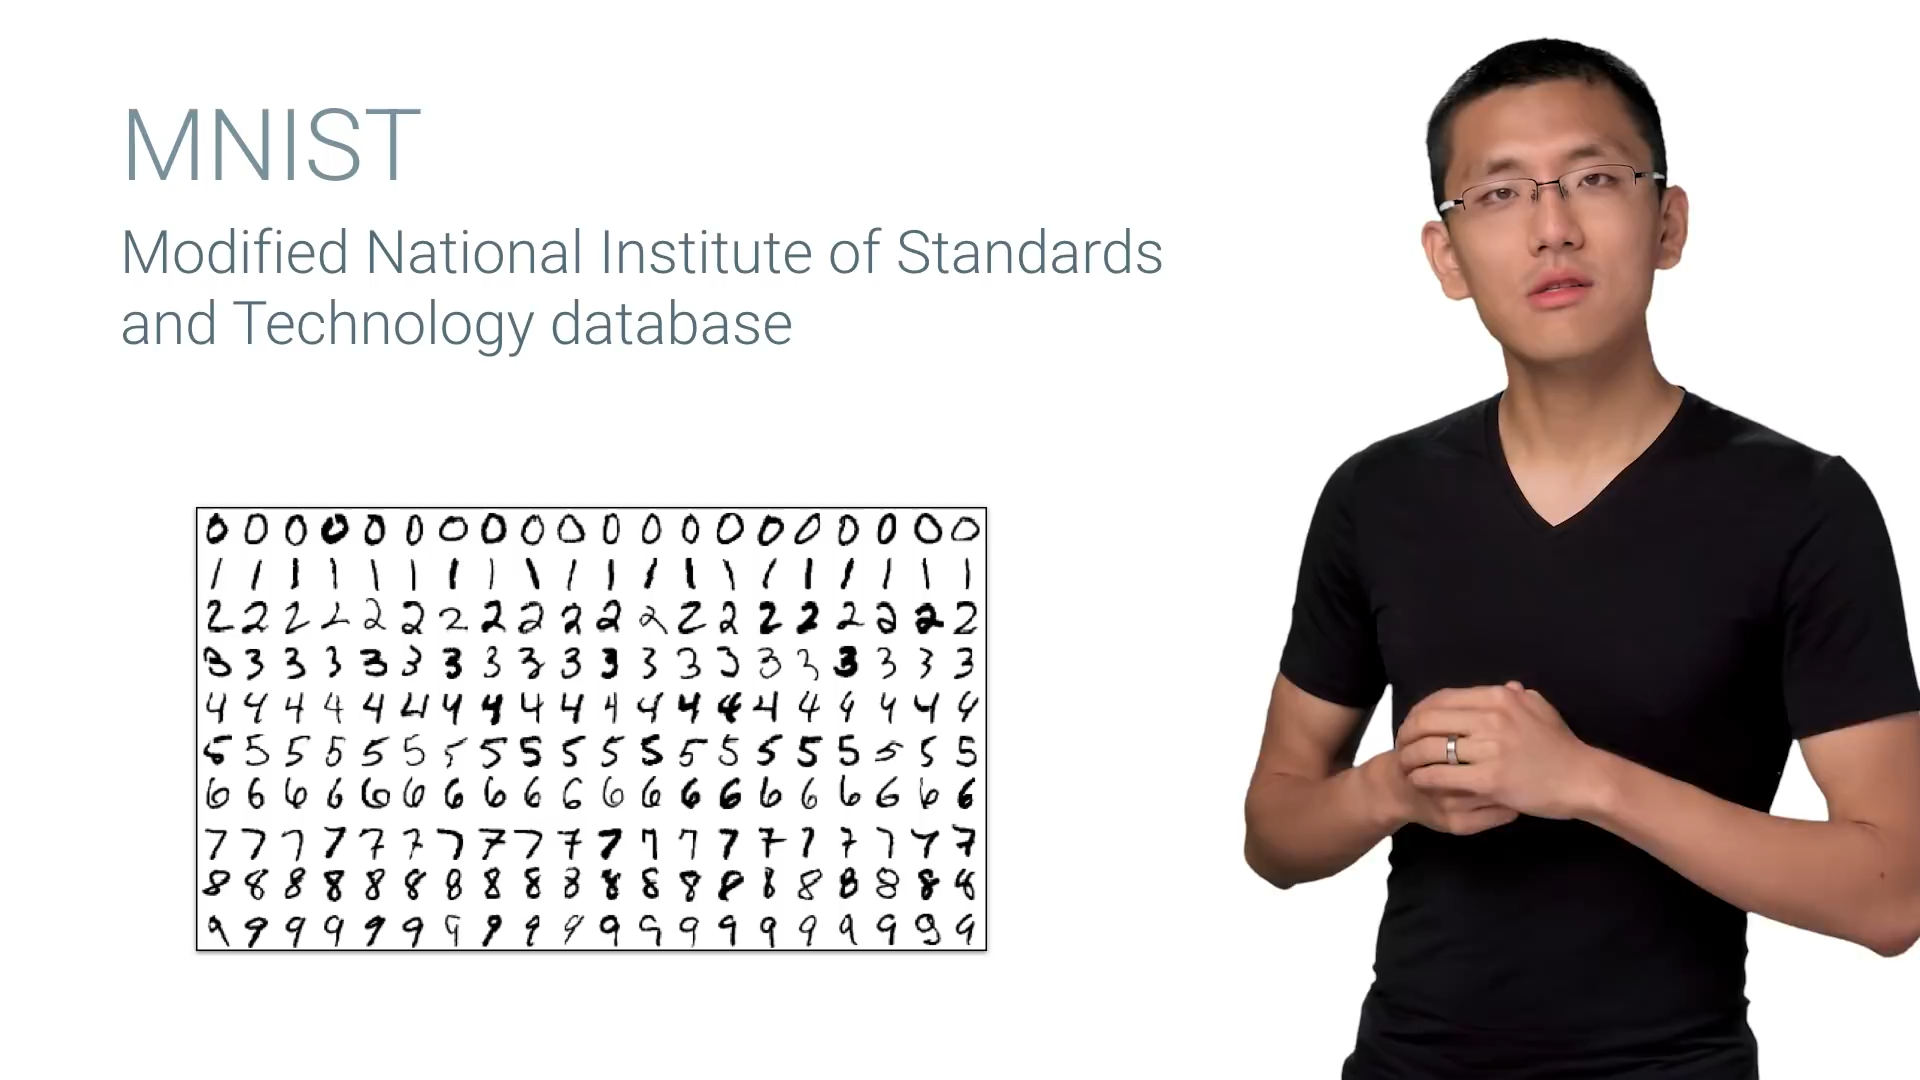 MNIST
Modified National Institute of Standards
and Technology database
0 0 0 0 0 0 0 0 0 0 0 0 0 0 0 0 0 0 0 0
1 1 1 1 1 1 1 1 1 1 1 1 1 1 1 1 1 1 1 1
2 2 2 2 2 2 2 2 2 2 2 2 2 2 2 2 2 2 2 2
3 3 3 3 3 3 3 3 3 3 3 3 3 3 3 3 3 3 3 3
4 4 4 4 4 4 4 4 4 4 4 4 4 4 4 4 4 4 4 4
5 5 5 5 5 5 5 5 5 5 5 5 5 5 5 5 5 5 5 5
6 6 6 6 6 6 6 6 6 6 6 6 6 6 6 6 6 6 6 6
7 7 7 7 7 7 7 7 7 7 7 7 7 7 7 7 7 7 7 7
8 8 8 8 8 8 8 8 8 8 8 8 8 8 8 8 8 8 8 8
9 9 9 9 9 9 9 9 9 9 9 9 9 9 9 9 9 9 9 9